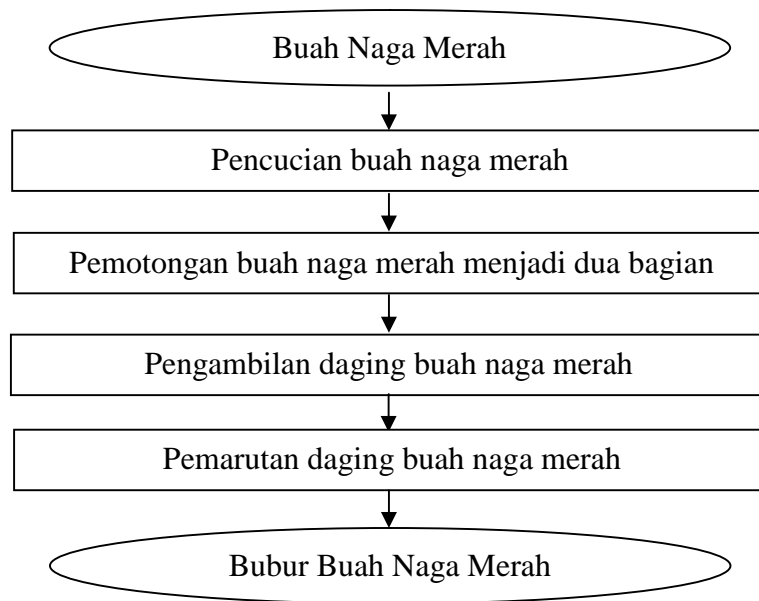 Buah Naga Merah
Pencucian buah naga merah
Pemotongan buah naga merah menjadi dua bagian
Pengambilan daging buah naga merah
Pemarutan daging buah naga merah
Bubur Buah Naga Merah